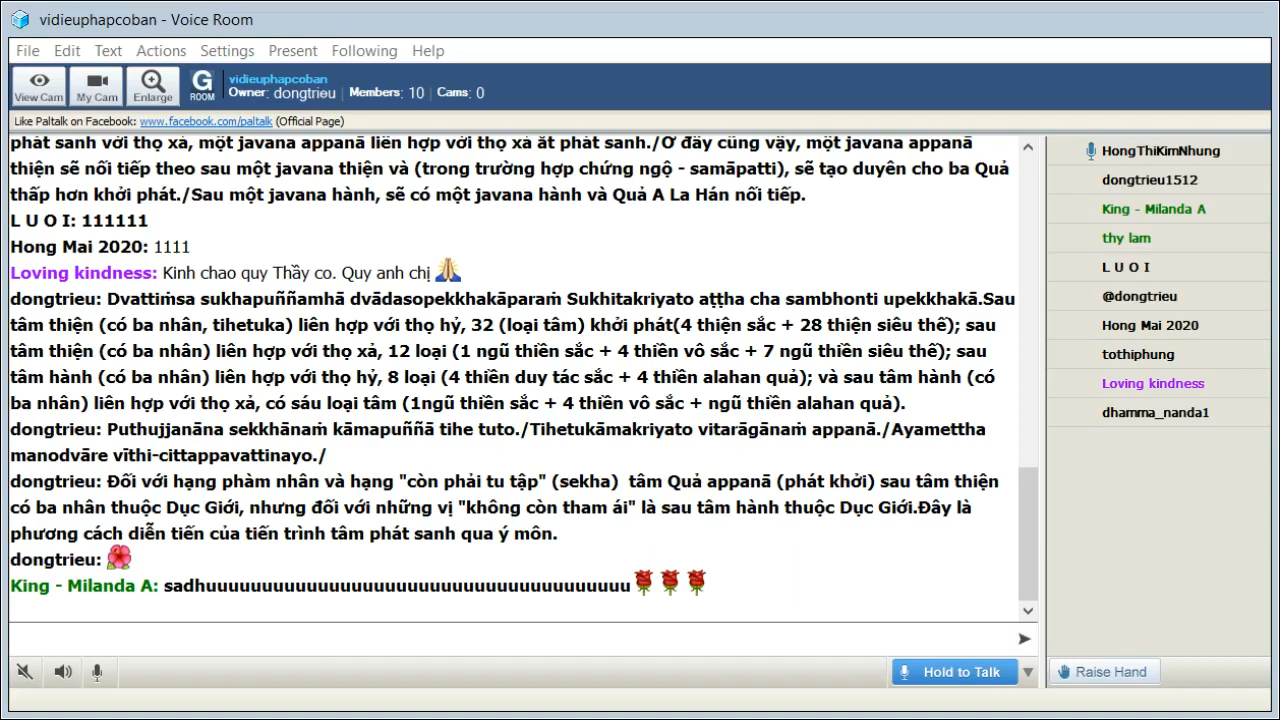 vidieuphapcoban - Voice Room
File Edit Text Actions Settings Present Following Help
View Cam My Cam Enlarge G ROOM
vidieuphapcoban
Owner: dongtrieu | Members: 10 | Cams: 0
Like Paltalk on Facebook: www.facebook.com/paltalk (Official Page)
phát sanh với thọ xả, một javana appanā liên hợp với thọ xả ắt phát sanh./Ở đây cũng vậy, một javana appanā
thiện sẽ nối tiếp theo sau một javana thiện và (trong trường hợp chứng ngộ - samāpatti), sẽ tạo duyên cho ba Quả
thấp hơn khởi phát./Sau một javana hành, sẽ có một javana hành và Quả A La Hán nối tiếp.
L U O I: 111111
Hong Mai 2020: 1111
Loving kindness: Kinh chao quy Thầy co. Quy anh chị
dongtrieu: Dvattiṁsa sukhapuññamhā dvādasopekkhakāparaṁ Sukhitakriyato aṭṭha cha sambhonti upekkhakā.Sau
tâm thiện (có ba nhân, tihetuka) liên hợp với thọ hỷ, 32 (loại tâm) khởi phát(4 thiện sắc + 28 thiện siêu thế); sau
tâm thiện (có ba nhân) liên hợp với thọ xả, 12 loại (1 ngũ thiền sắc + 4 thiền vô sắc + 7 ngũ thiền siêu thế); sau
tâm hành (có ba nhân) liên hợp với thọ hỷ, 8 loại (4 thiền duy tác sắc + 4 thiền alahan quả); và sau tâm hành (có
ba nhân) liên hợp với thọ xả, có sáu loại tâm (1ngũ thiền sắc + 4 thiền vô sắc + ngũ thiền alahan quả).
dongtrieu: Puthujjanāna sekkhānaṁ kāmapuññā tihe tuto./Tihetukāmakriyato vitarāgānaṁ appanā./Ayamettha
manodvāre vīthi-cittappavattinayo./
dongtrieu: Đối với hạng phàm nhân và hạng "còn phải tu tập" (sekha) tâm Quả appanā (phát khởi) sau tâm thiện
có ba nhân thuộc Dục Giới, nhưng đối với những vị "không còn tham ái" là sau tâm hành thuộc Dục Giới.Đây là
phương cách diễn tiến của tiến trình tâm phát sanh qua ý môn.
dongtrieu:
King - Milanda A: sadhuuuuuuuuuuuuuuuuuuuuuuuuuuuuuuuuuuuuuu
HongThiKimNhung
dongtrieu1512
King - Milanda A
thy lam
L U O I
@dongtrieu
Hong Mai 2020
tothiphung
Loving kindness
dhamma_nanda1
Hold to Talk
Raise Hand